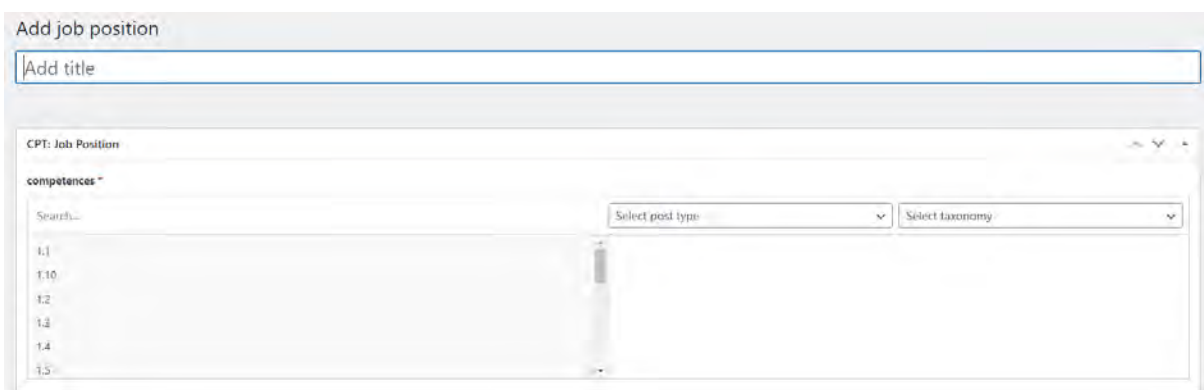 Add job position
Add title
CPT: Job Position
competences *
Search... Select post type Select taxonomy
1.1
1.10
1.2
1.3
1.4
1.5